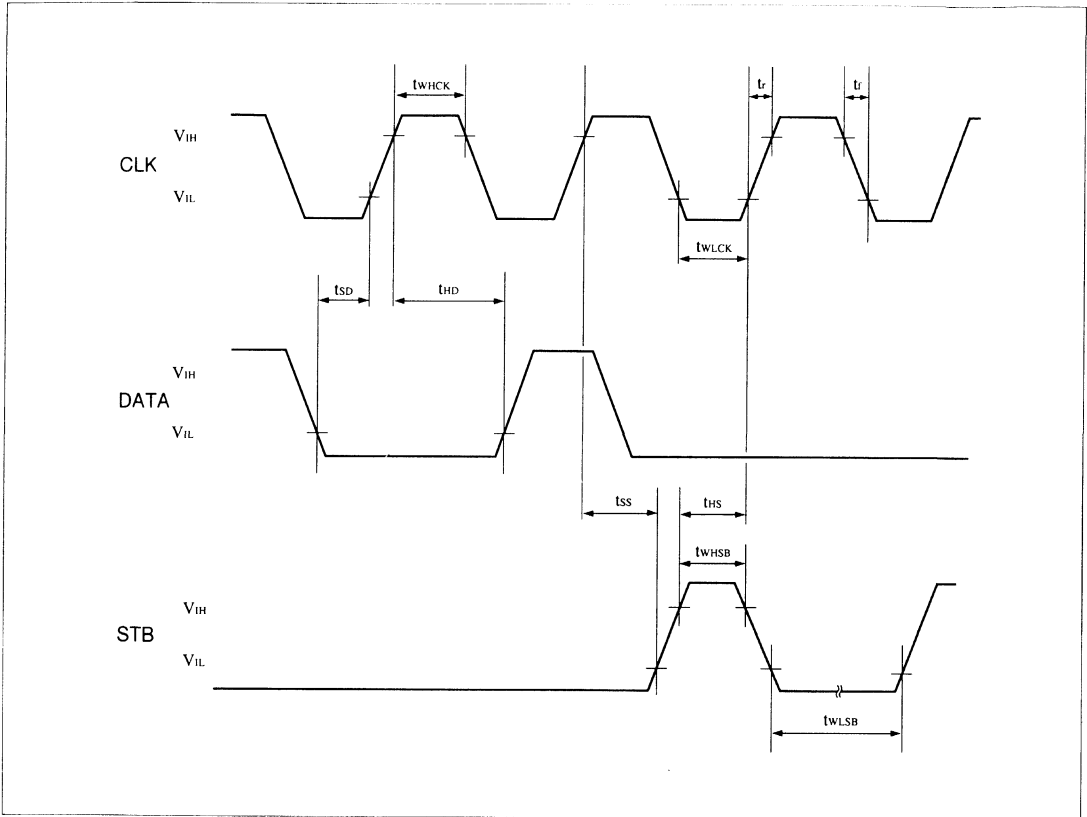 tWHCK
tr
tf
VIH
CLK
VIL
tWLCK
tSD
tHD
VIH
DATA
VIL
tSS
tHS
tWHSB
VIH
STB
VIL
tWLSB